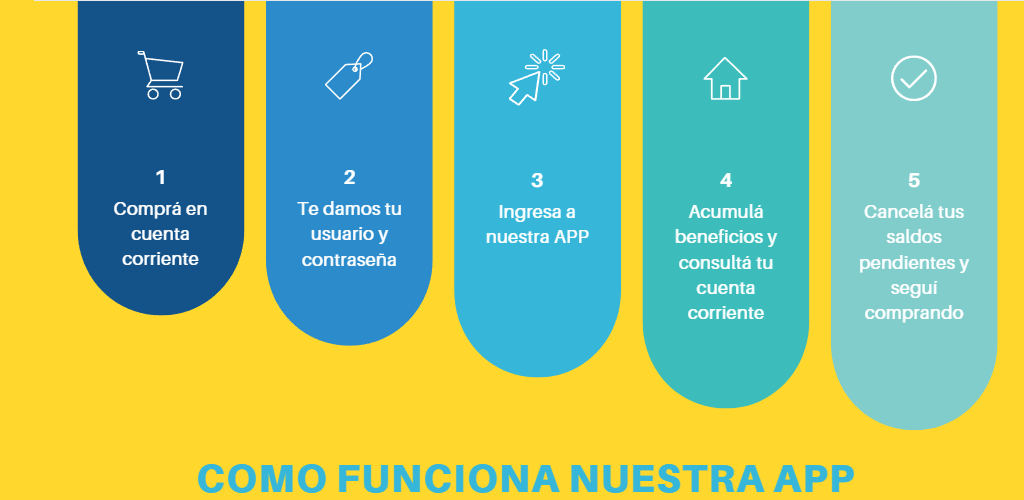 1
Comprá en
cuenta
corriente
2
Te damos tu
usuario y
contraseña
3
Ingresa a
nuestra APP
4
Acumulá
beneficios y
consultá tu
cuenta
corriente
5
Cancelá tus
saldos
pendientes y
seguí
comprando
COMO FUNCIONA NUESTRA APP